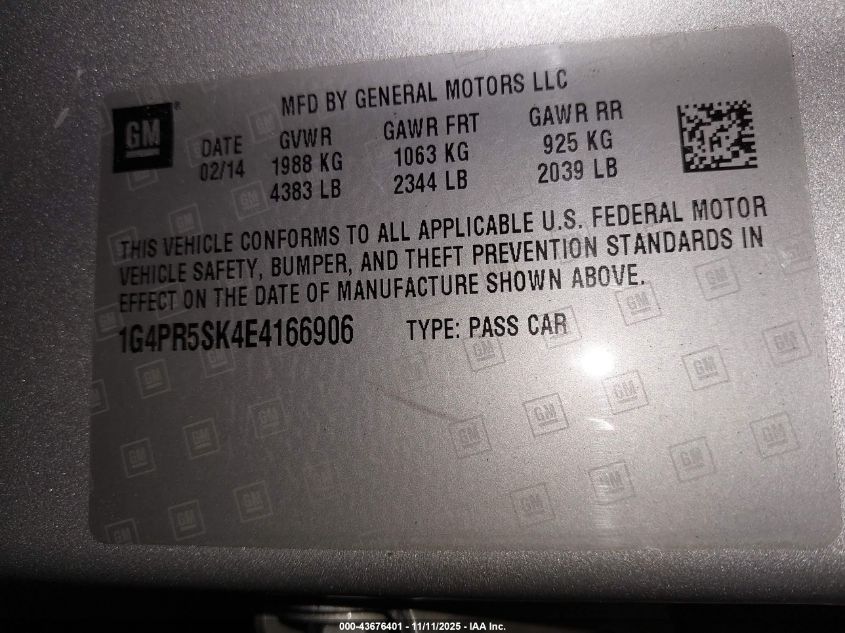 MFD BY GENERAL MOTORS LLC
GM®
DATE GVWR GAWR FRT GAWR RR
02/14 1988 KG 1063 KG 925 KG
4383 LB 2344 LB 2039 LB
THIS VEHICLE CONFORMS TO ALL APPLICABLE U.S. FEDERAL MOTOR
VEHICLE SAFETY, BUMPER, AND THEFT PREVENTION STANDARDS IN
EFFECT ON THE DATE OF MANUFACTURE SHOWN ABOVE.
1G4PR5SK4E4166906 TYPE: PASS CAR
000-43676401 - 11/11/2025 - IAA Inc.